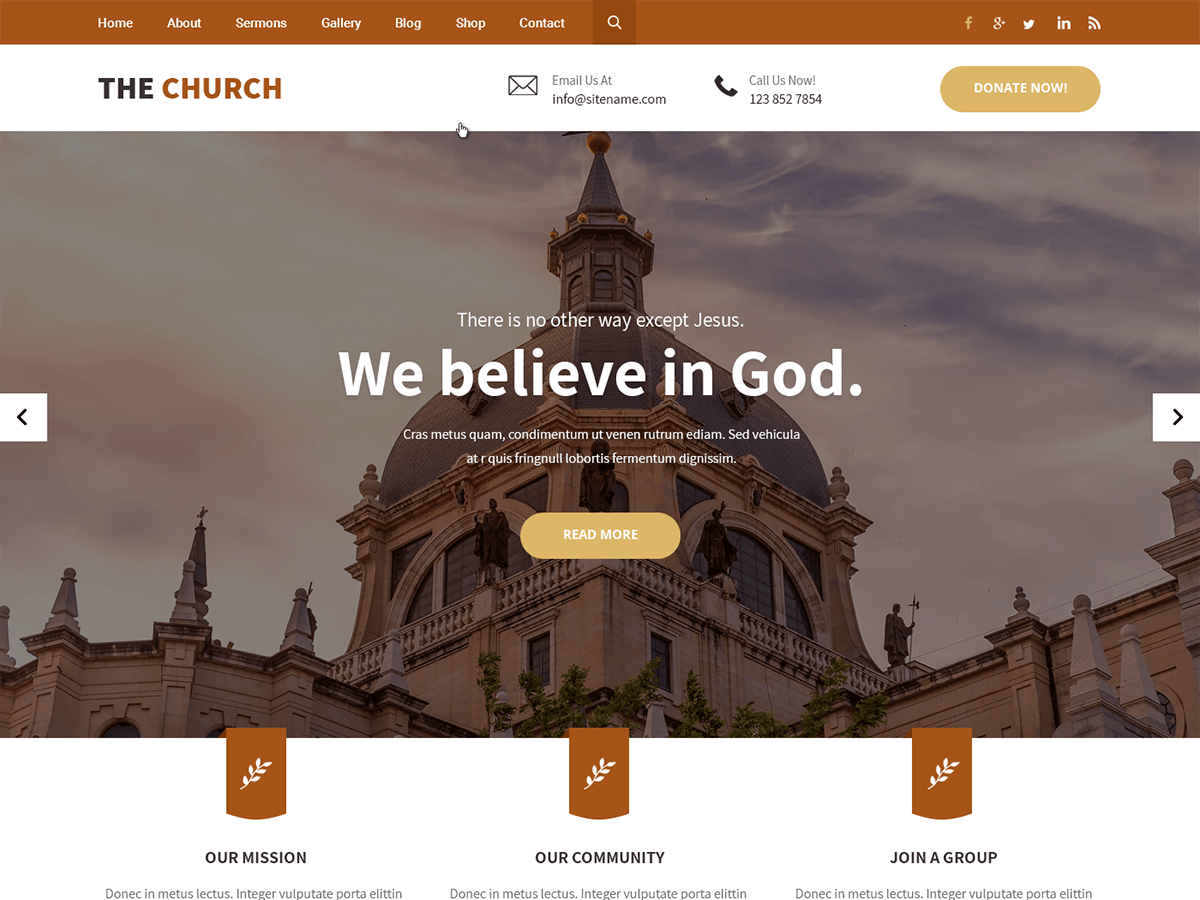 Home About Sermons Gallery Blog Shop Contact
THE CHURCH
Email Us At
info@sitename.com
Call Us Now!
123 852 7854
DONATE NOW!
There is no other way except Jesus.
We believe in God.
Cras metus quam, condimentum ut venen rutrum ediam. Sed vehicula
at r quis fringnull lobortis fermentum dignissim.
READ MORE
OUR MISSION
Donec in metus lectus. Integer vulputate porta elittin
OUR COMMUNITY
Donec in metus lectus. Integer vulputate porta elittin
JOIN A GROUP
Donec in metus lectus. Integer vulputate porta elittin